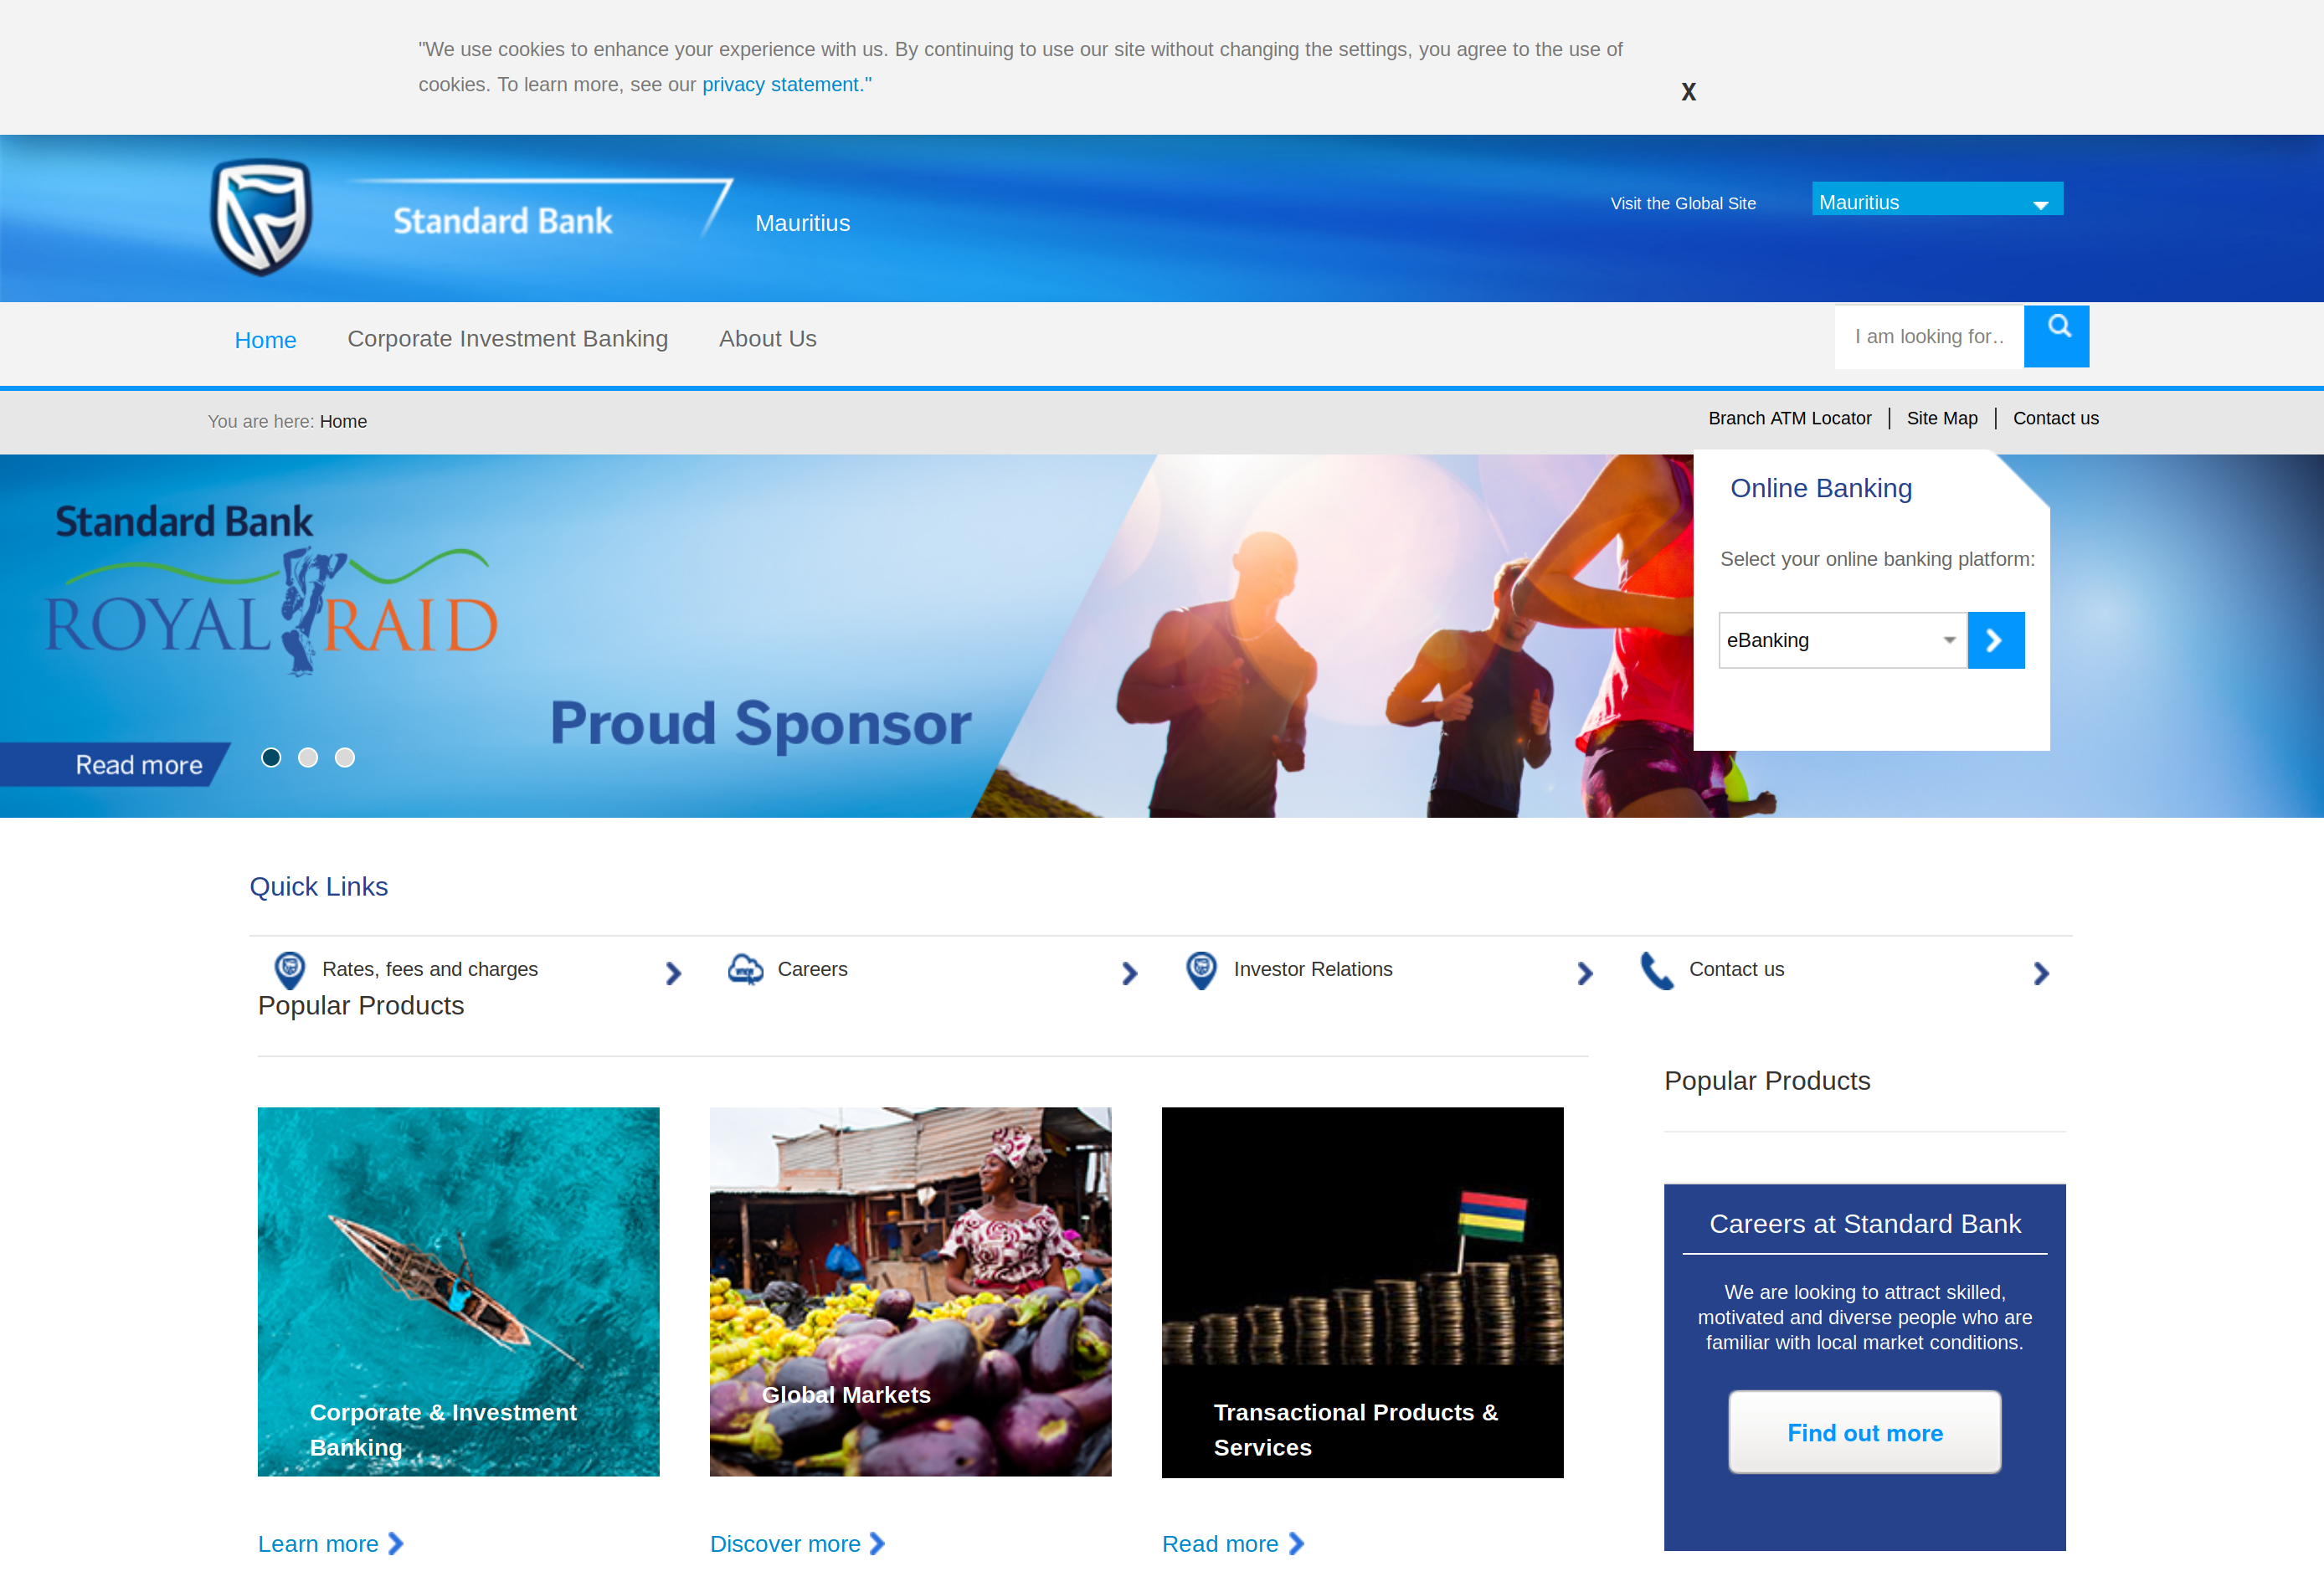 "We use cookies to enhance your experience with us. By continuing to use our site without changing the settings, you agree to the use of
cookies. To learn more, see our privacy statement."
X
Standard Bank
Mauritius
Visit the Global Site
Mauritius
Home
Corporate Investment Banking
About Us
I am looking for..
You are here: Home
Branch ATM Locator
Site Map
Contact us
Standard Bank
ROYAL RAID
Proud Sponsor
Read more
Online Banking
Select your online banking platform:
eBanking
Quick Links
Rates, fees and charges
Careers
Investor Relations
Contact us
Popular Products
Corporate & Investment
Banking
Learn more
Global Markets
Discover more
Transactional Products &
Services
Read more
Popular Products
Careers at Standard Bank
We are looking to attract skilled,
motivated and diverse people who are
familiar with local market conditions.
Find out more